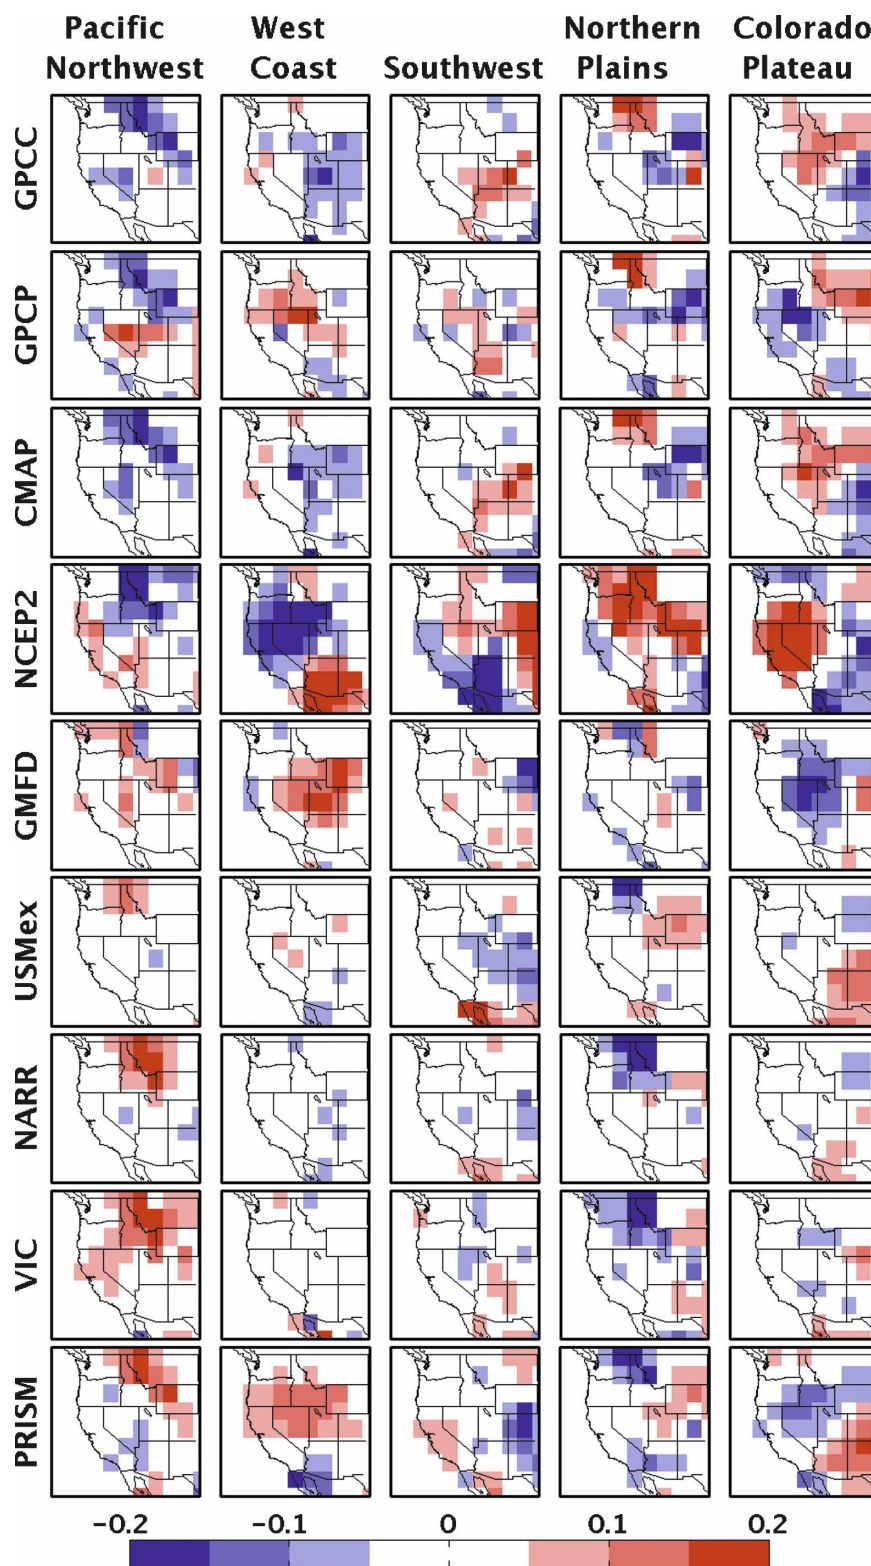 Pacific West Northern Colorado
Northwest Coast Southwest Plains Plateau
GPCC
GPCP
CMAP
NCEP2
GMFD
USMex
NARR
VIC
PRISM
-0.2 -0.1 0 0.1 0.2